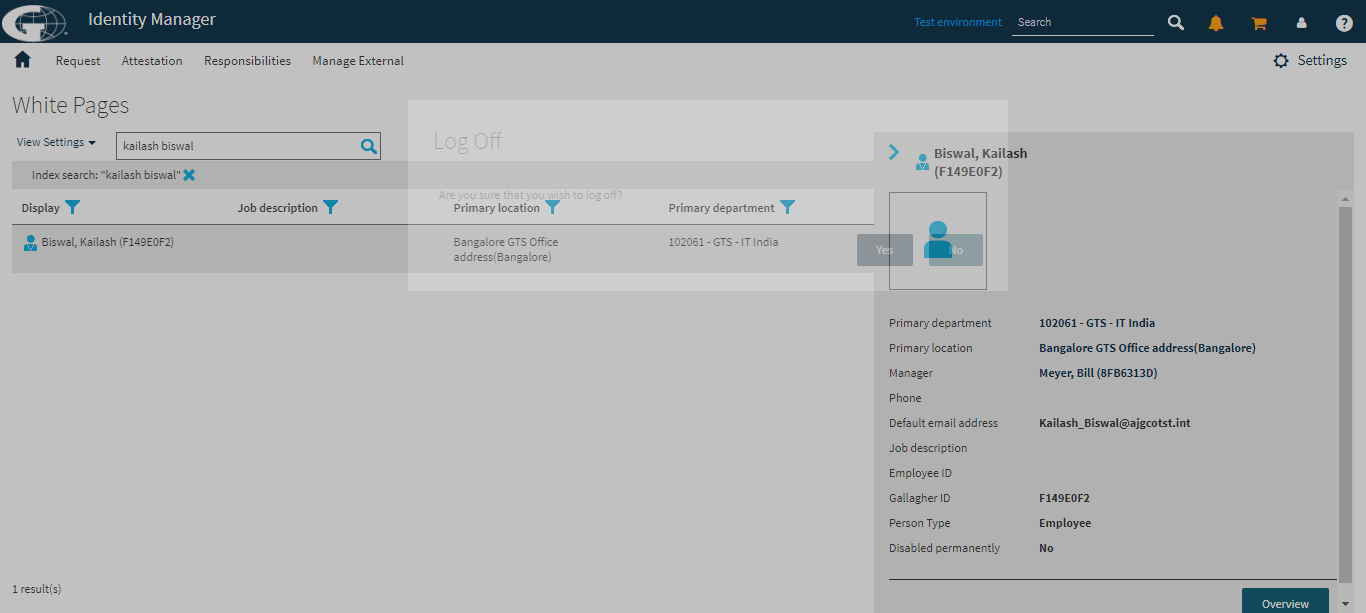 Identity Manager
Test environment
Search
Request
Attestation
Responsibilities
Manage External
Settings
White Pages
View Settings
kailash biswal
Index search: "kailash biswal"
Display
Job description
Primary location
Primary department
Biswal, Kailash (F149E0F2)
Bangalore GTS Office
address(Bangalore)
102061 - GTS - IT India
Log Off
Are you sure that you wish to log off?
Yes
No
Biswal, Kailash
(F149E0F2)
Primary department 102061 - GTS - IT India
Primary location Bangalore GTS Office address(Bangalore)
Manager Meyer, Bill (8FB6313D)
Phone
Default email address Kailash_Biswal@ajgcotst.int
Job description
Employee ID
Gallagher ID F149E0F2
Person Type Employee
Disabled permanently No
1 result(s)
Overview